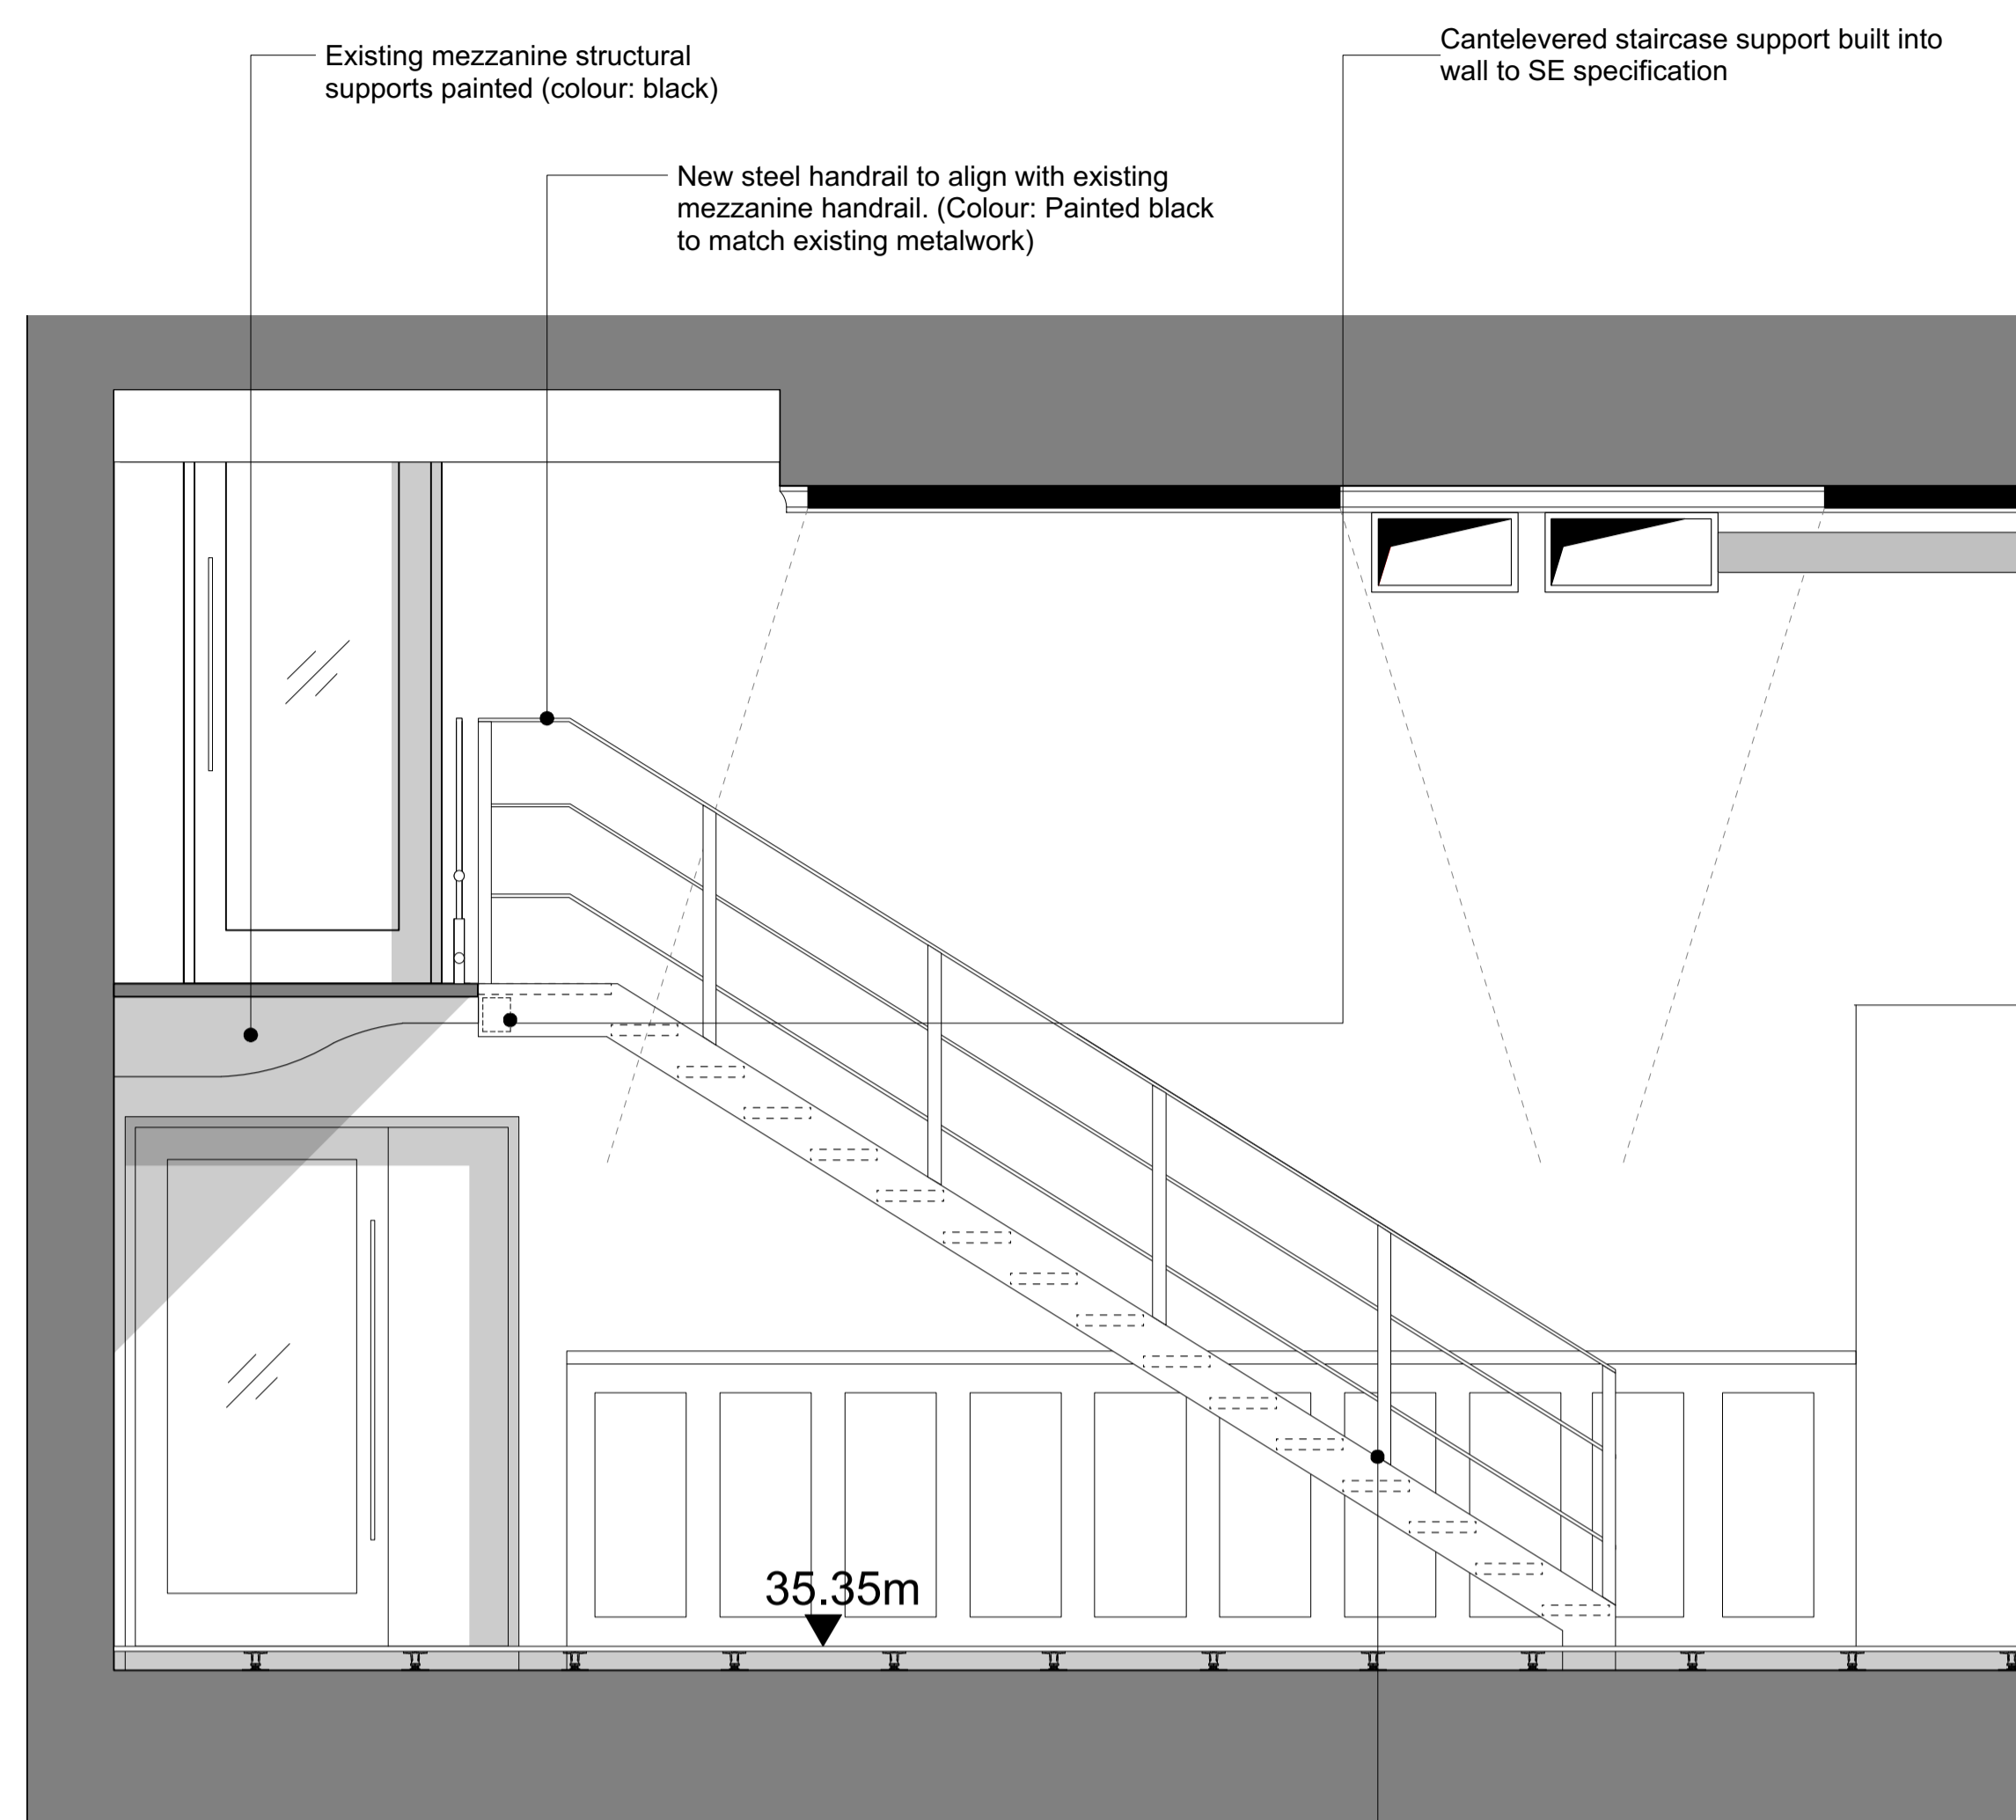 Existing mezzanine structural
supports painted (colour: black)
Cantelevered staircase support built into
wall to SE specification
New steel handrail to align with existing
mezzanine handrail. (Colour: Painted black
to match existing metalwork)
35.35m